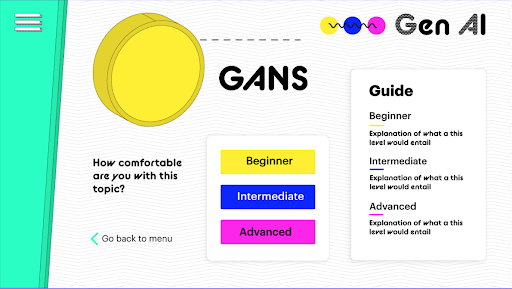 Gen AI
GANS
How comfortable
are you with this
topic?
Beginner
Intermediate
Advanced
Go back to menu
Guide
Beginner
Explanation of what a this
level would entail
Intermediate
Explanation of what a this
level would entail
Advanced
Explanation of what a this
level would entail